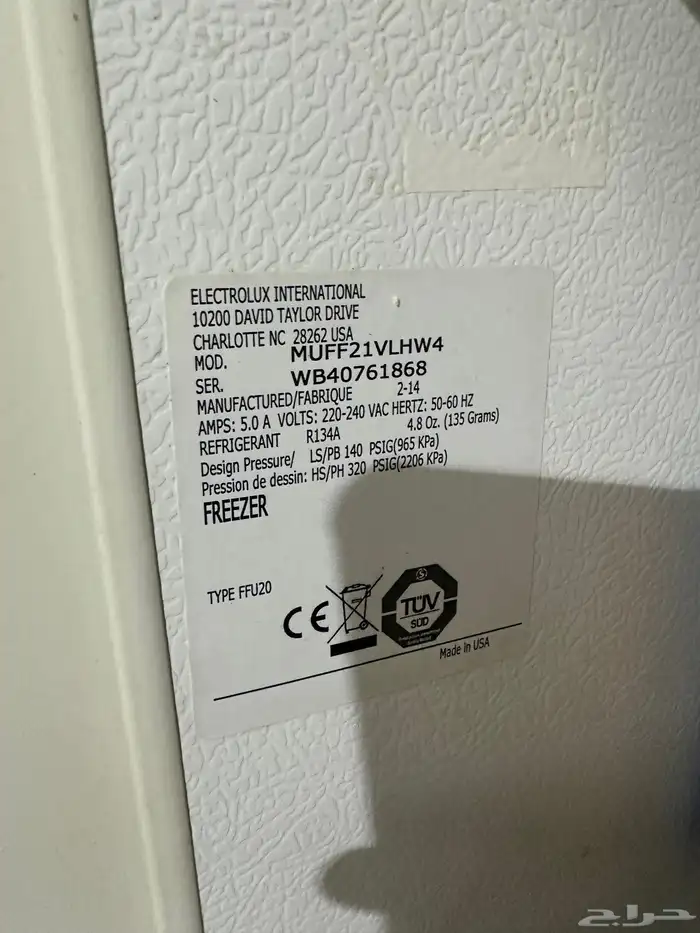 ELECTROLUX INTERNATIONAL
10200 DAVID TAYLOR DRIVE
CHARLOTTE NC 28262 USA
MOD. MUFF21VLHW4
SER. WB40761868
MANUFACTURED/FABRIQUE 2-14
AMPS: 5.0 A VOLTS: 220-240 VAC HERTZ: 50-60 HZ
REFRIGERANT R134A 4.8 Oz. (135 Grams)
Design Pressure/ LS/PB 140 PSIG(965 KPa)
Pression de dessin: HS/PH 320 PSIG(2206 KPa)
FREEZER
TYPE FFU20
CE
TÜV
SÜD
Made in USA
حراج